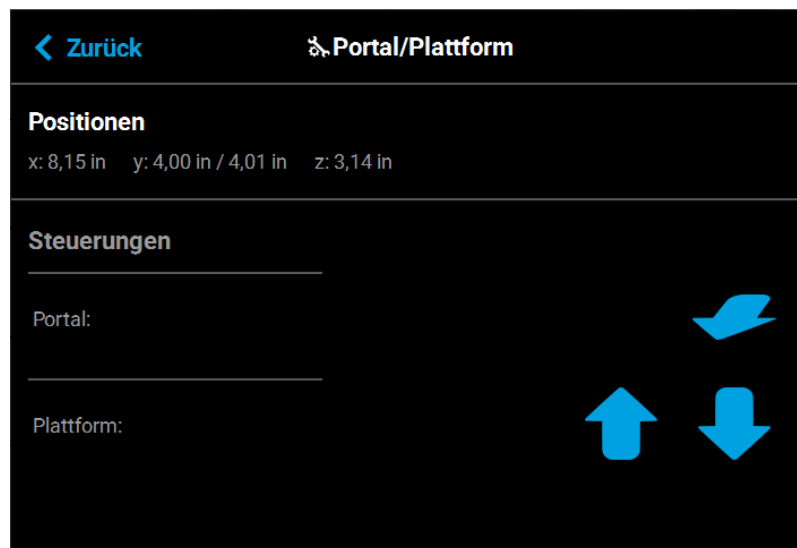 Zurück
Portal/Plattform
Positionen
x: 8,15 in y: 4,00 in / 4,01 in z: 3,14 in
Steuerungen
Portal:
Plattform: